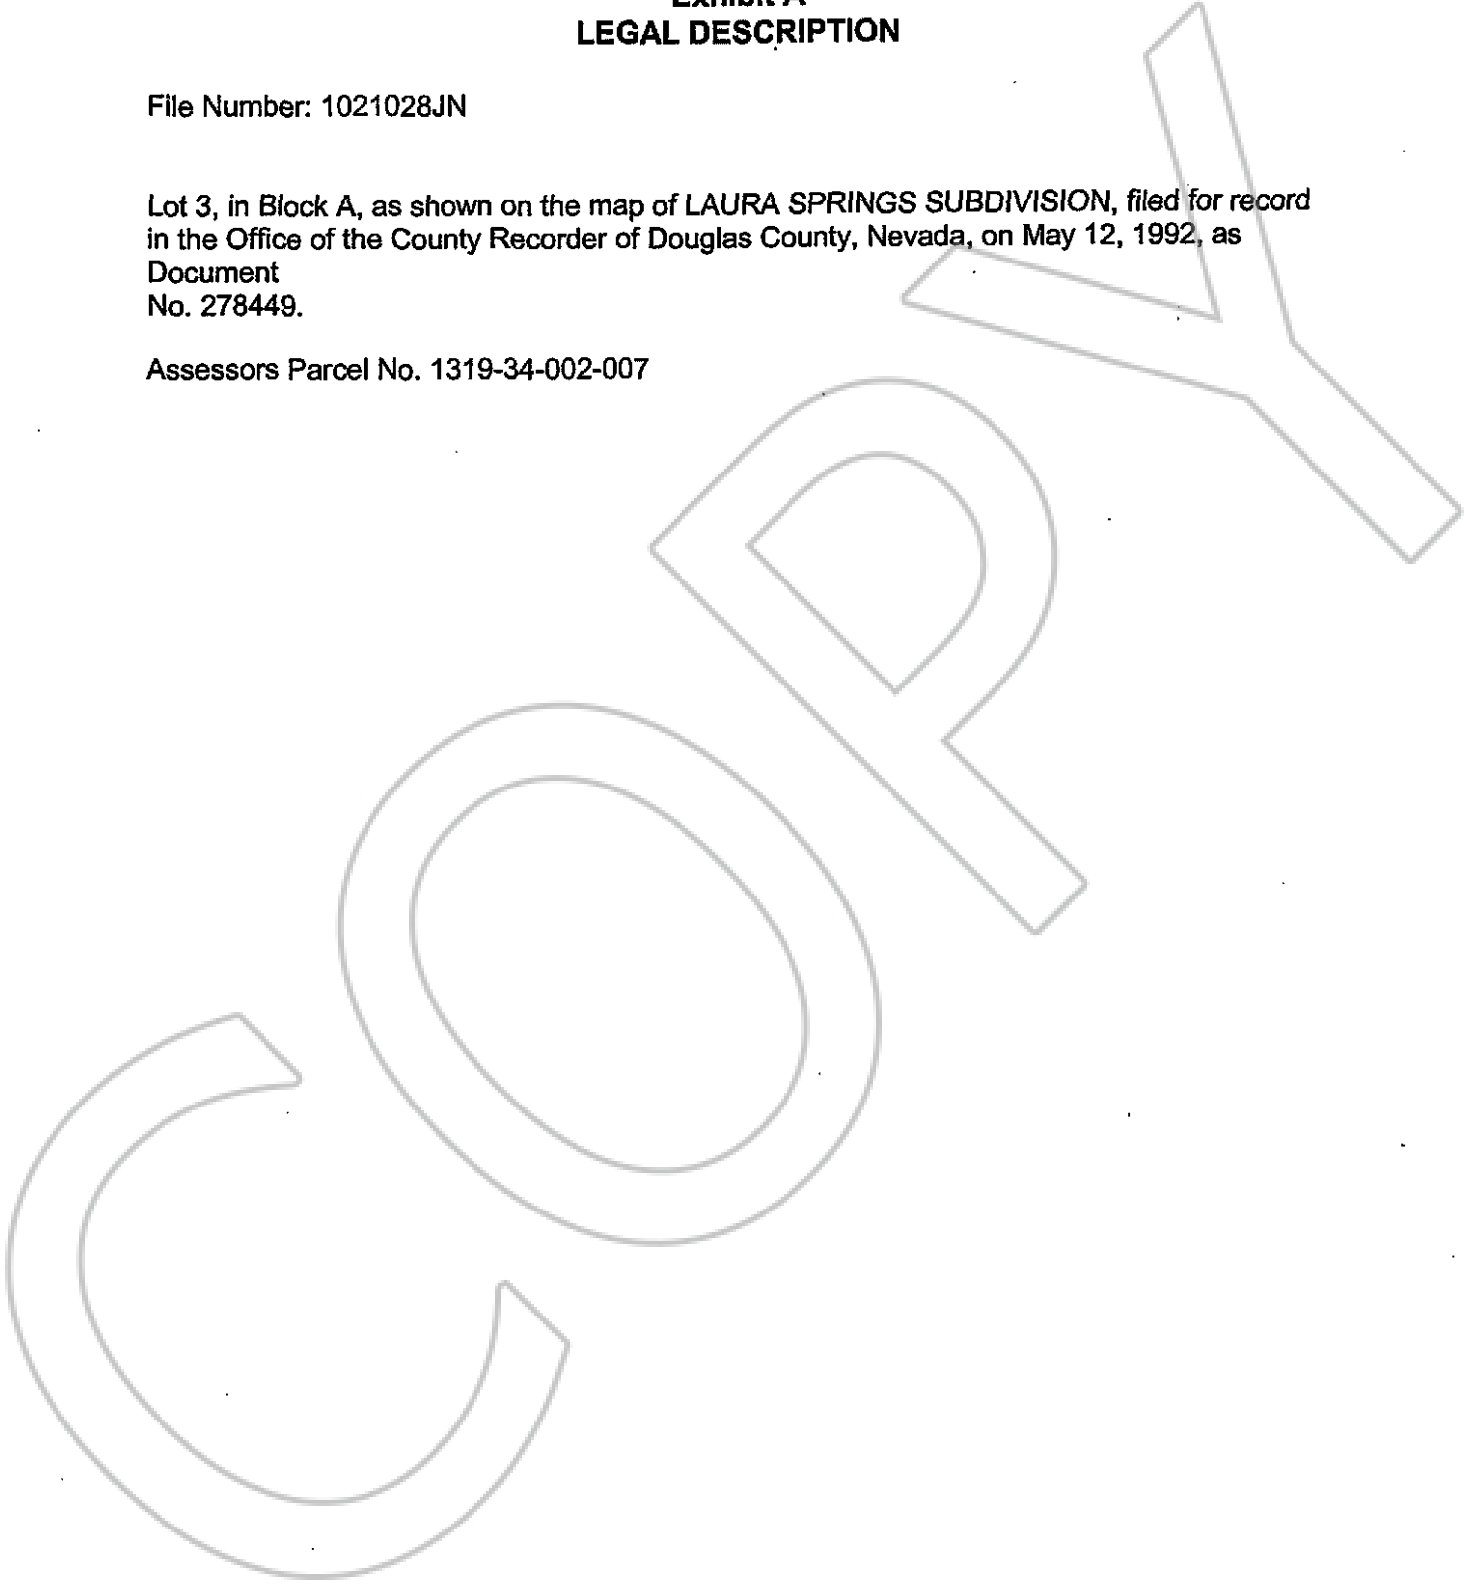 Exhibit A
LEGAL DESCRIPTION
File Number: 1021028JN
Lot 3, in Block A, as shown on the map of LAURA SPRINGS SUBDIVISION, filed for record
in the Office of the County Recorder of Douglas County, Nevada, on May 12, 1992, as
Document
No. 278449.
Assessors Parcel No. 1319-34-002-007
COPY